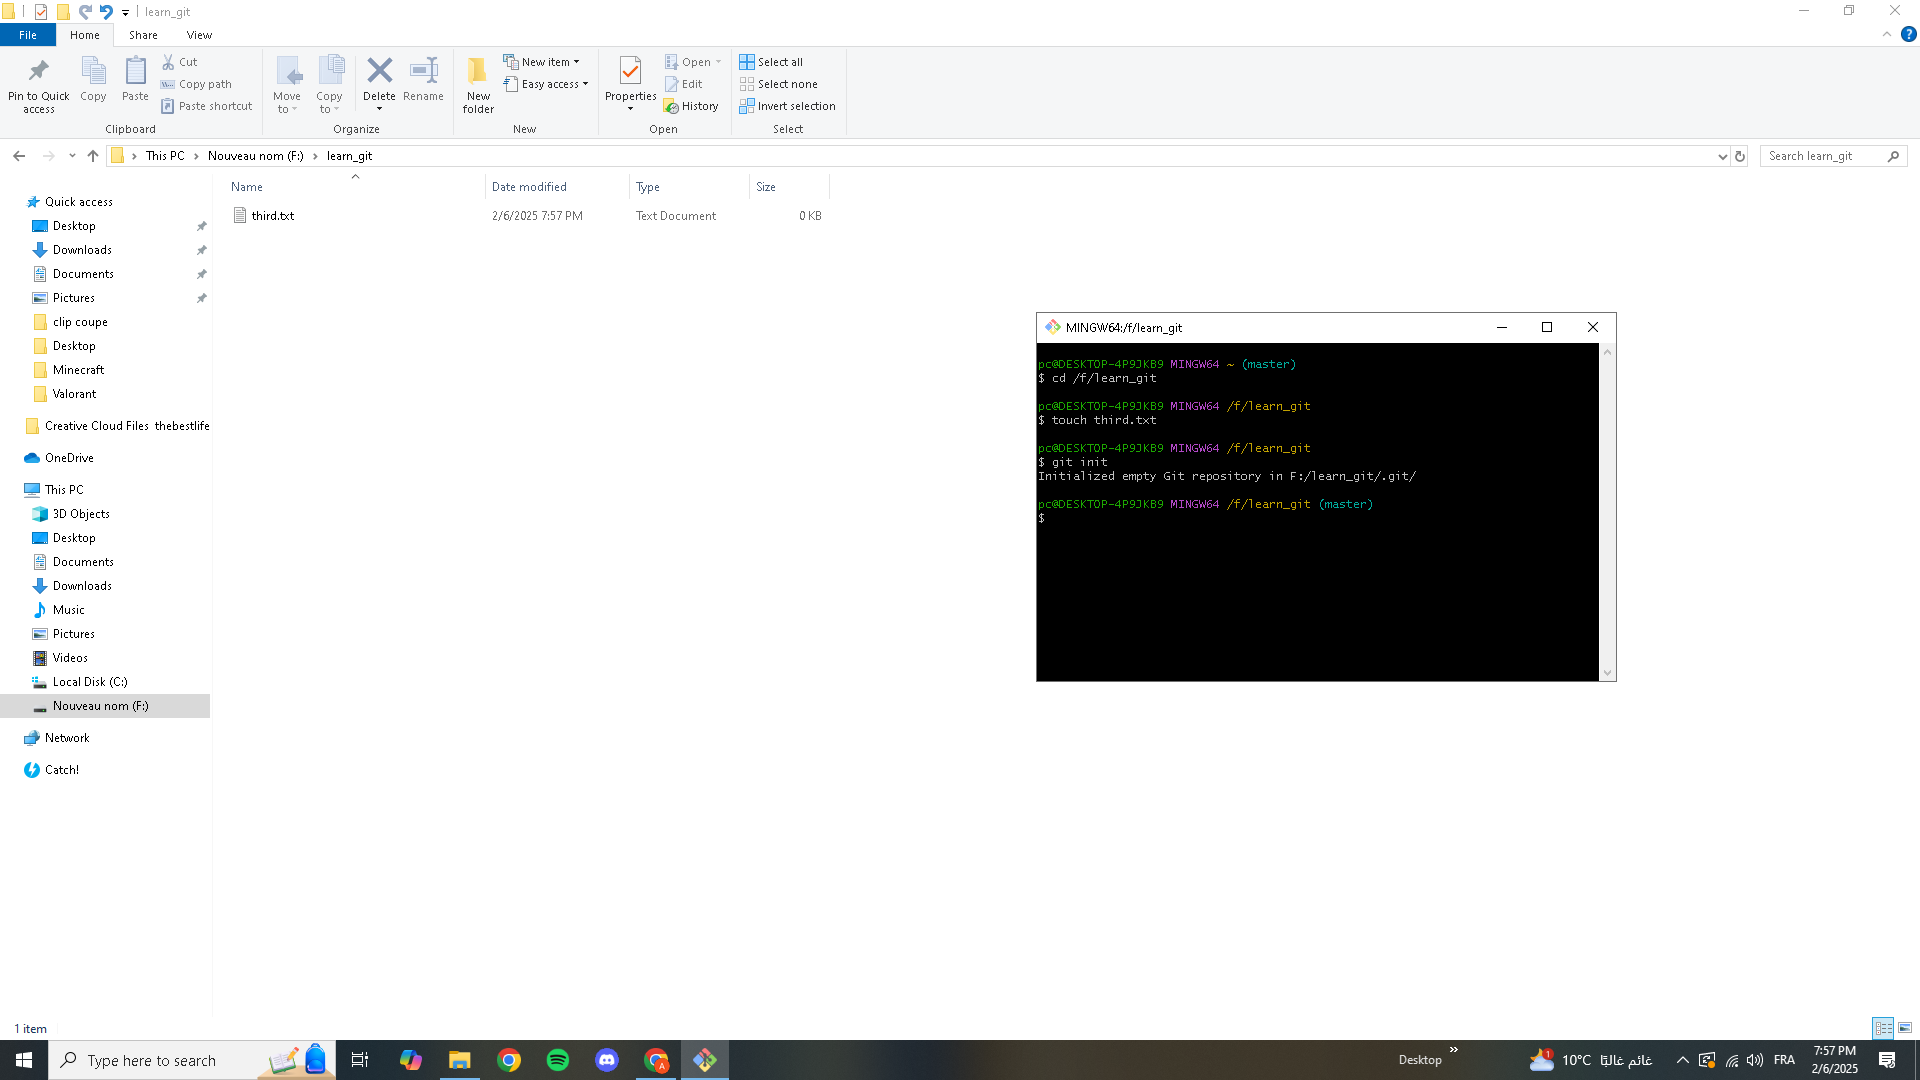 learn_git
File Home Share View
Pin to Quick access
Copy
Paste
Cut
Copy path
Paste shortcut
Clipboard
Move to
Copy to
Delete
Rename
Organize
New folder
New item
Easy access
New
Properties
Open
Edit
History
Open
Select all
Select none
Invert selection
Select
This PC > Nouveau nom (F:) > learn_git
Search learn_git
Name Date modified Type Size
third.txt 2/6/2025 7:57 PM Text Document 0 KB
Quick access
Desktop
Downloads
Documents
Pictures
clip coupe
Desktop
Minecraft
Valorant
Creative Cloud Files thebestlife
OneDrive
This PC
3D Objects
Desktop
Documents
Downloads
Music
Pictures
Videos
Local Disk (C:)
Nouveau nom (F:)
Network
Catch!
MINGW64:/f/learn_git
pc@DESKTOP-4P9JKB9 MINGW64 ~ (master)
$ cd /f/learn_git
pc@DESKTOP-4P9JKB9 MINGW64 /f/learn_git
$ touch third.txt
pc@DESKTOP-4P9JKB9 MINGW64 /f/learn_git
$ git init
Initialized empty Git repository in F:/learn_git/.git/
pc@DESKTOP-4P9JKB9 MINGW64 /f/learn_git (master)
$
1 item
Type here to search
Desktop »
1
10°C غائم غالبًا
FRA
7:57 PM
2/6/2025